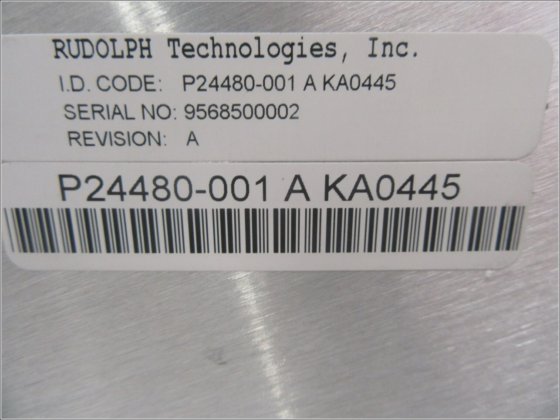 RUDOLPH Technologies, Inc.
I.D. CODE: P24480-001 A KA0445
SERIAL NO: 9568500002
REVISION: A
P24480-001 A KA0445